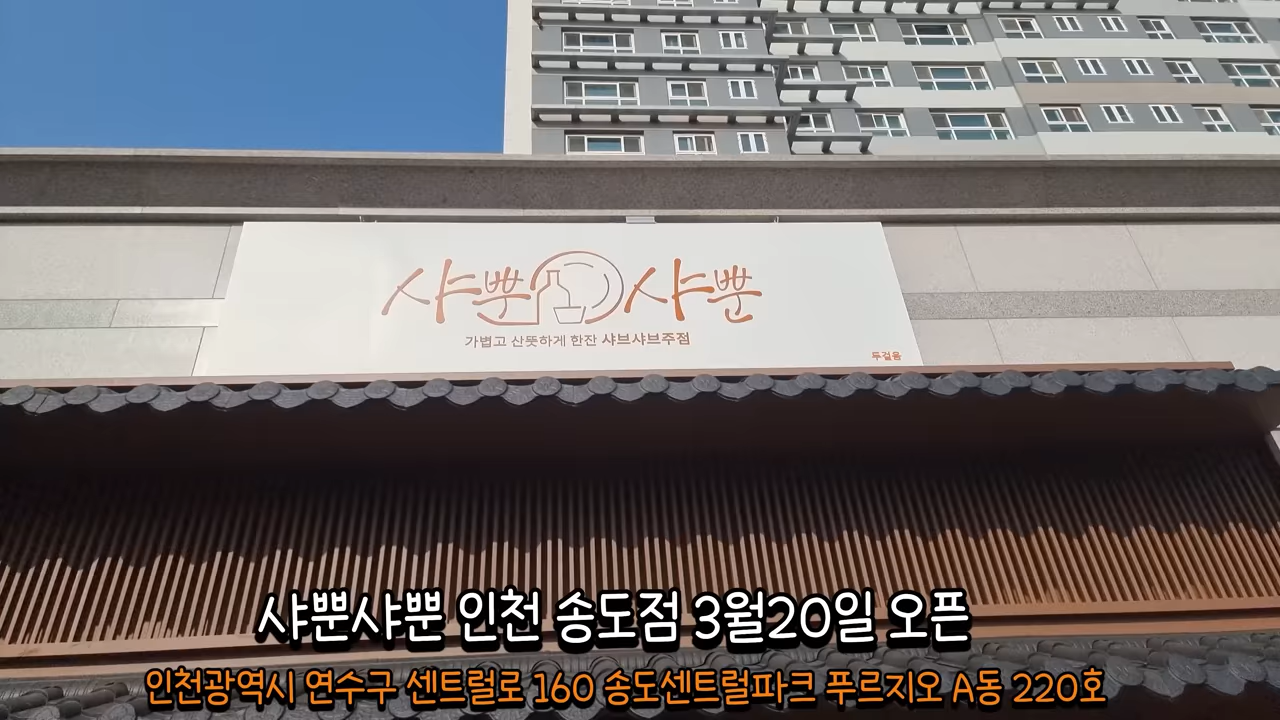 샤뿐샤뿐
가볍고 산뜻하게 한잔 샤브샤브주점
두걸음
샤뿐샤뿐 인천 송도점 3월20일 오픈
인천광역시 연수구 센트럴로 160 송도센트럴파크 푸르지오 A동 220호